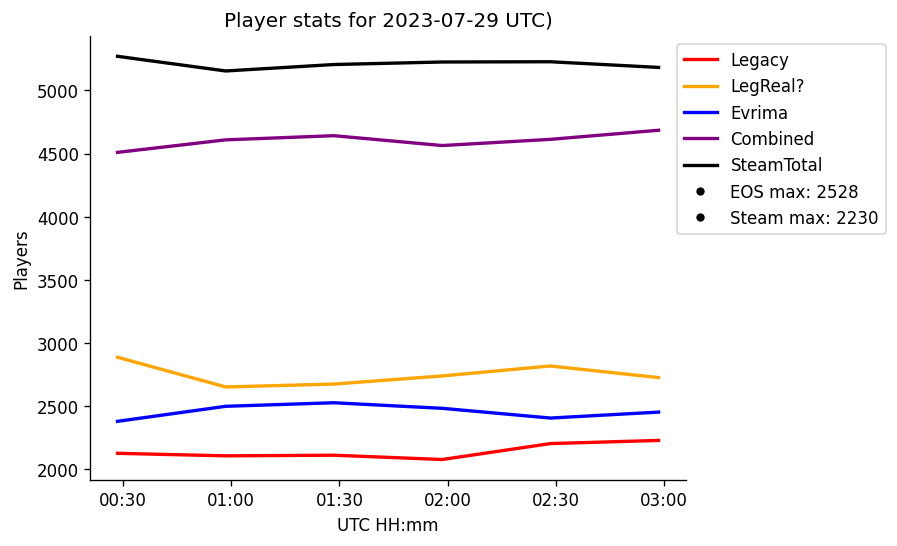 Player stats for 2023-07-29 UTC)
Players
5000
4500
4000
3500
3000
2500
2000
00:30 01:00 01:30 02:00 02:30 03:00
UTC HH:mm
Legacy
LegReal?
Evrima
Combined
SteamTotal
EOS max: 2528
Steam max: 2230